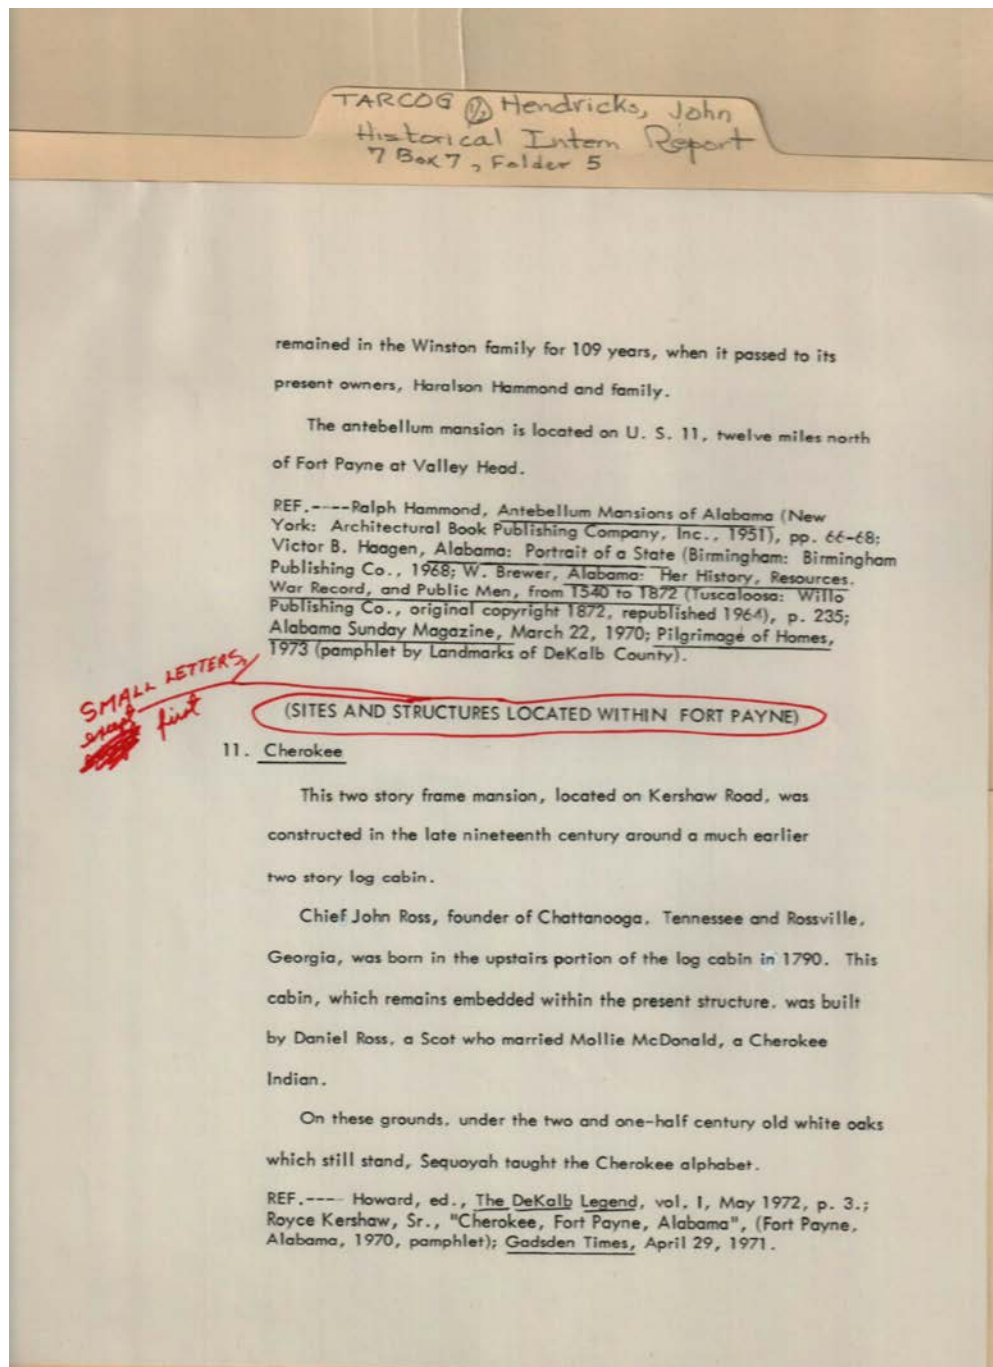 TARCOG 1/2 Hendricks, John
Historical Intern Report
7 Box 7, Folder 5
remained in the Winston family for 109 years, when it passed to its
present owners, Haralson Hammond and family.
The antebellum mansion is located on U. S. 11, twelve miles north
of Fort Payne at Valley Head.
REF.-----Ralph Hammond, Antebellum Mansions of Alabama (New
York: Architectural Book Publishing Company, Inc., 1951), pp. 66-68;
Victor B. Haagen, Alabama: Portrait of a State (Birmingham: Birmingham
Publishing Co., 1968; W. Brewer, Alabama: Her History, Resources.
War Record, and Public Men, from 1540 to 1872 (Tuscaloosa: Willo
Publishing Co., original copyright 1872, republished 1964), p. 235;
Alabama Sunday Magazine, March 22, 1970; Pilgrimage of Homes,
1973 (pamphlet by Landmarks of DeKalb County).
SMALL LETTERS,
except first
(SITES AND STRUCTURES LOCATED WITHIN FORT PAYNE)
11. Cherokee
This two story frame mansion, located on Kershaw Road, was
constructed in the late nineteenth century around a much earlier
two story log cabin.
Chief John Ross, founder of Chattanooga, Tennessee and Rossville,
Georgia, was born in the upstairs portion of the log cabin in 1790. This
cabin, which remains embedded within the present structure, was built
by Daniel Ross, a Scot who married Mollie McDonald, a Cherokee
Indian.
On these grounds, under the two and one-half century old white oaks
which still stand, Sequoyah taught the Cherokee alphabet.
REF.---- Howard, ed., The DeKalb Legend, vol. I, May 1972, p. 3.;
Royce Kershaw, Sr., "Cherokee, Fort Payne, Alabama", (Fort Payne,
Alabama, 1970, pamphlet); Gadsden Times, April 29, 1971.